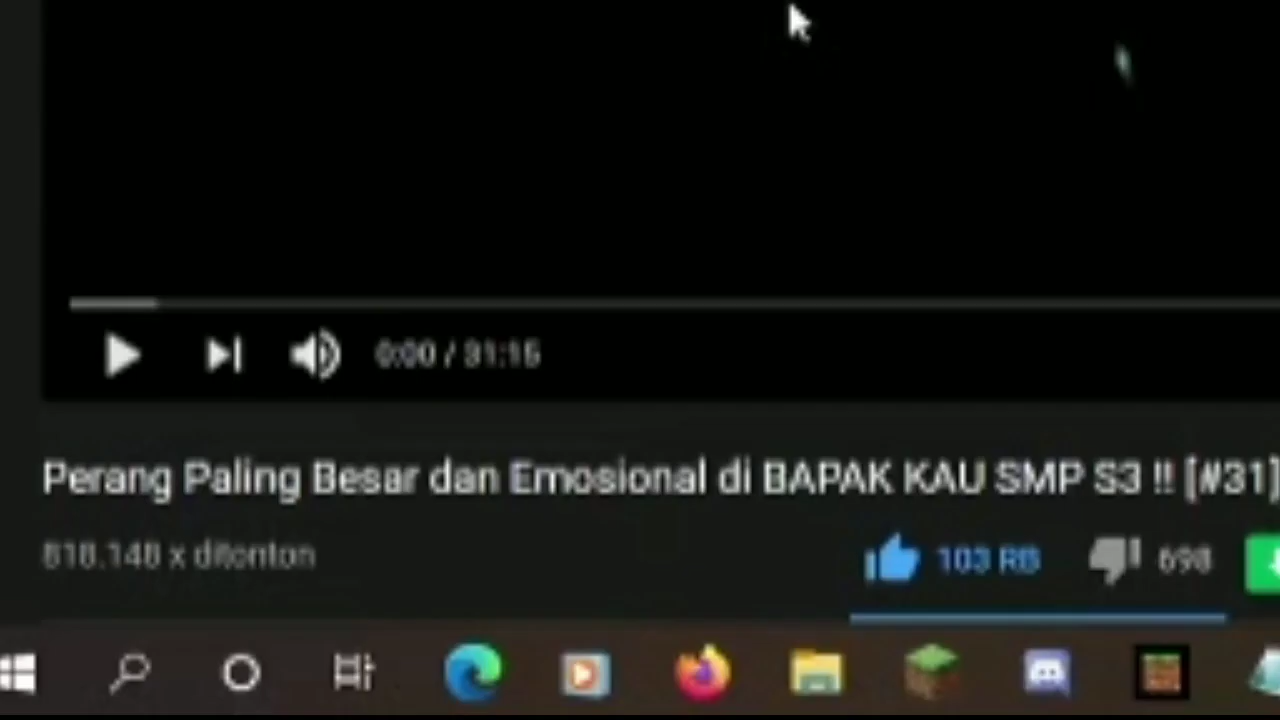 0:00 / 31:15
Perang Paling Besar dan Emosional di BAPAK KAU SMP S3 !! [#31]
818.148 x ditonton
103 RB
698